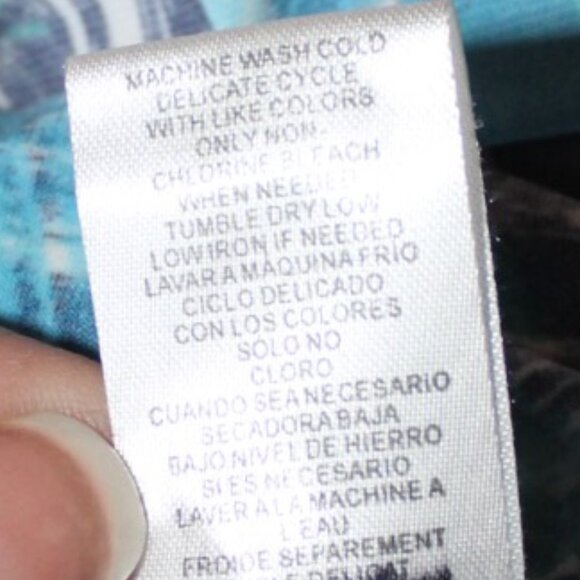 MACHINE WASH COLD
DELICATE CYCLE
WITH LIKE COLORS
ONLY NON-
CHLORINE BLEACH
WHEN NEEDED
TUMBLE DRY LOW
LOW IRON IF NEEDED
LAVAR A MAQUINA FRIO
CICLO DELICADO
CON LOS COLORES
SOLO NO
CLORO
CUANDO SEA NECESARIO
SECADORA BAJA
BAJO NIVEL DE HIERRO
SI ES NECESARIO
LAVER A LA MACHINE A
L'EAU
FROIDE SEPAREMENT
DELICAT